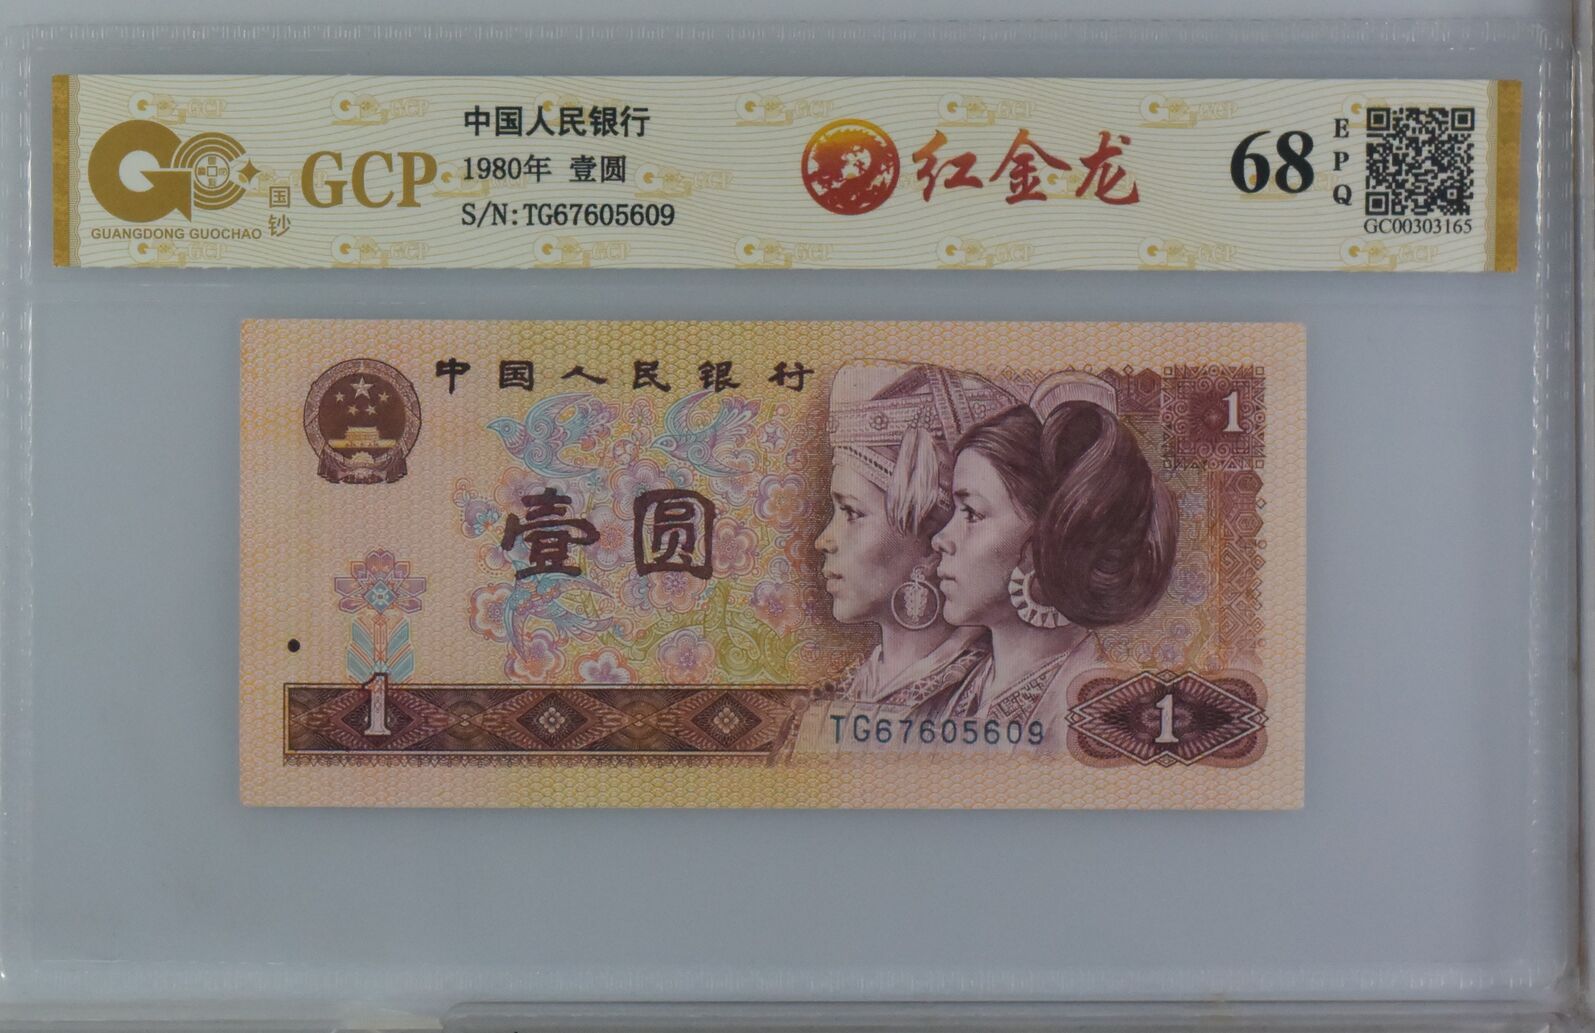 中国人民银行
GCP
国钞
GUANGDONG GUOCHAO
1980年 壹圆
S/N:TG67605609
红金龙
68
EPQ
GC00303165
中国人民银行
1
壹圆
1
TG67605609
1